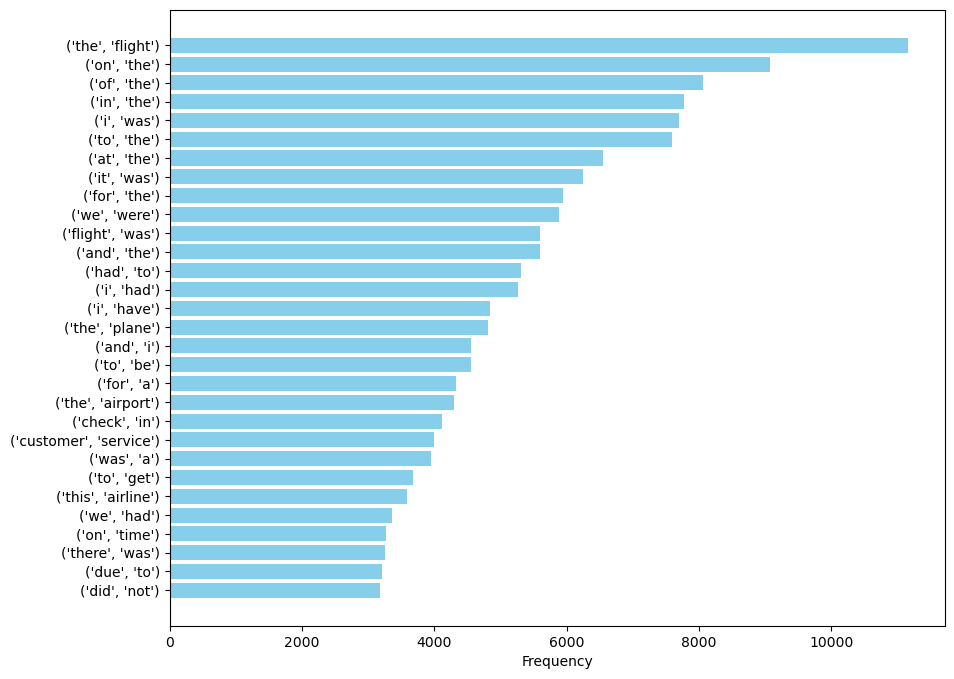 ('the', 'flight')
('on', 'the')
('of', 'the')
('in', 'the')
('i', 'was')
('to', 'the')
('at', 'the')
('it', 'was')
('for', 'the')
('we', 'were')
('flight', 'was')
('and', 'the')
('had', 'to')
('i', 'had')
('i', 'have')
('the', 'plane')
('and', 'i')
('to', 'be')
('for', 'a')
('the', 'airport')
('check', 'in')
('customer', 'service')
('was', 'a')
('to', 'get')
('this', 'airline')
('we', 'had')
('on', 'time')
('there', 'was')
('due', 'to')
('did', 'not')
0 2000 4000 6000 8000 10000
Frequency